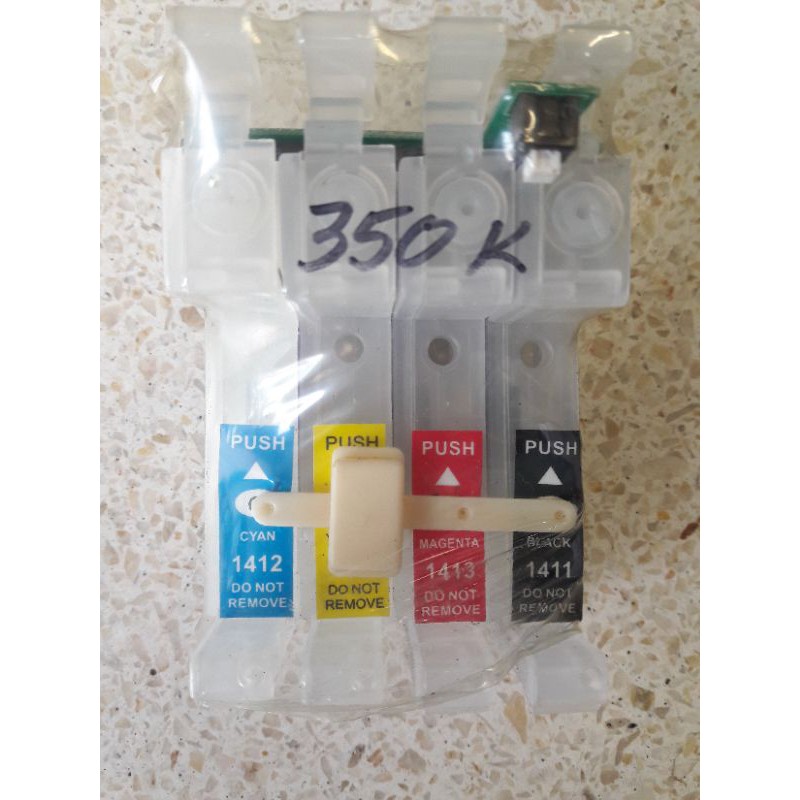 350 K
PUSH
CYAN
1412
DO NOT
REMOVE
PUSH
DO NOT
REMOVE
PUSH
MAGENTA
1413
DO NOT
REMOVE
PUSH
BLACK
1411
DO NOT
REMOVE